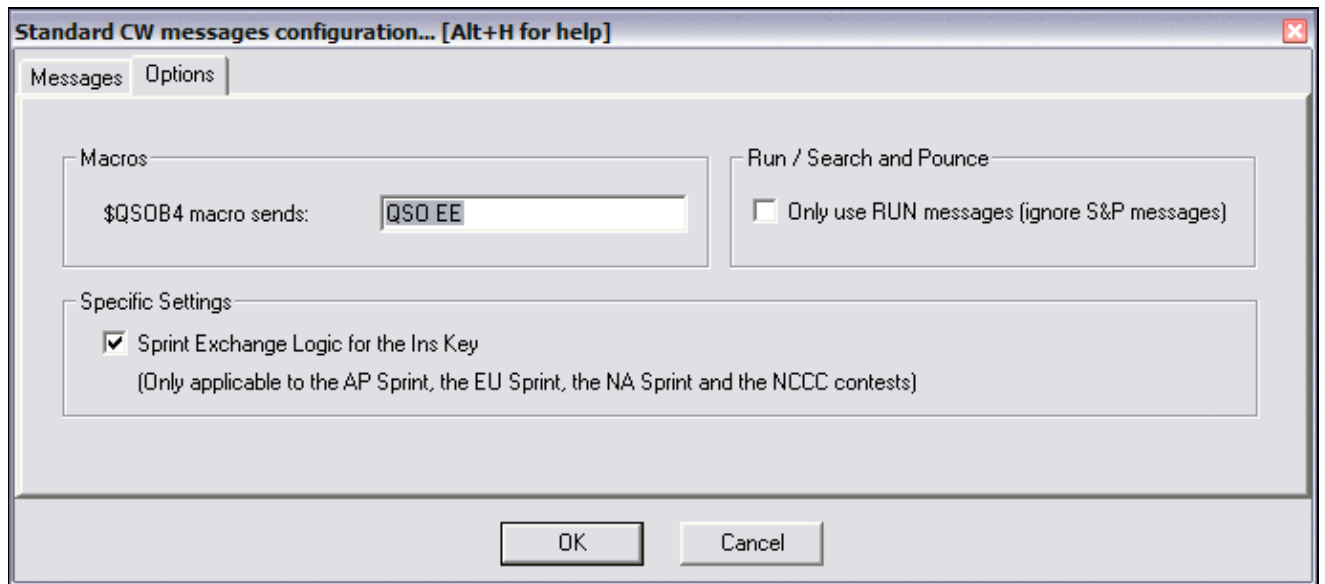 Standard CW messages configuration... [Alt+H for help]
Messages Options
Macros
$QSOB4 macro sends: QSO EE
Run / Search and Pounce
Only use RUN messages (ignore S&P messages)
Specific Settings
Sprint Exchange Logic for the Ins Key
(Only applicable to the AP Sprint, the EU Sprint, the NA Sprint and the NCCC contests)
OK Cancel